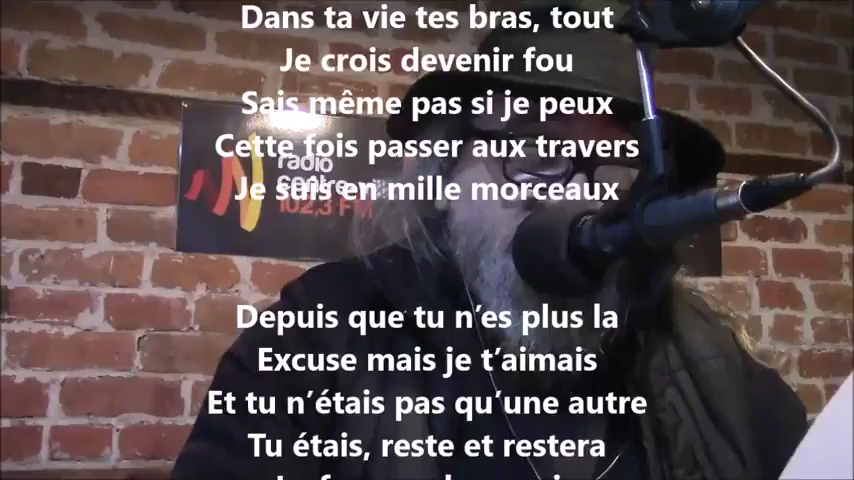 Dans ta vie tes bras, tout
Je crois devenir fou
Sais même pas si je peux
Cette fois passer aux travers
Je suis en mille morceaux
radio
centre-ville
102,3 FM
Depuis que tu n'es plus la
Excuse mais je t'aimais
Et tu n'étais pas qu'une autre
Tu étais, reste et restera